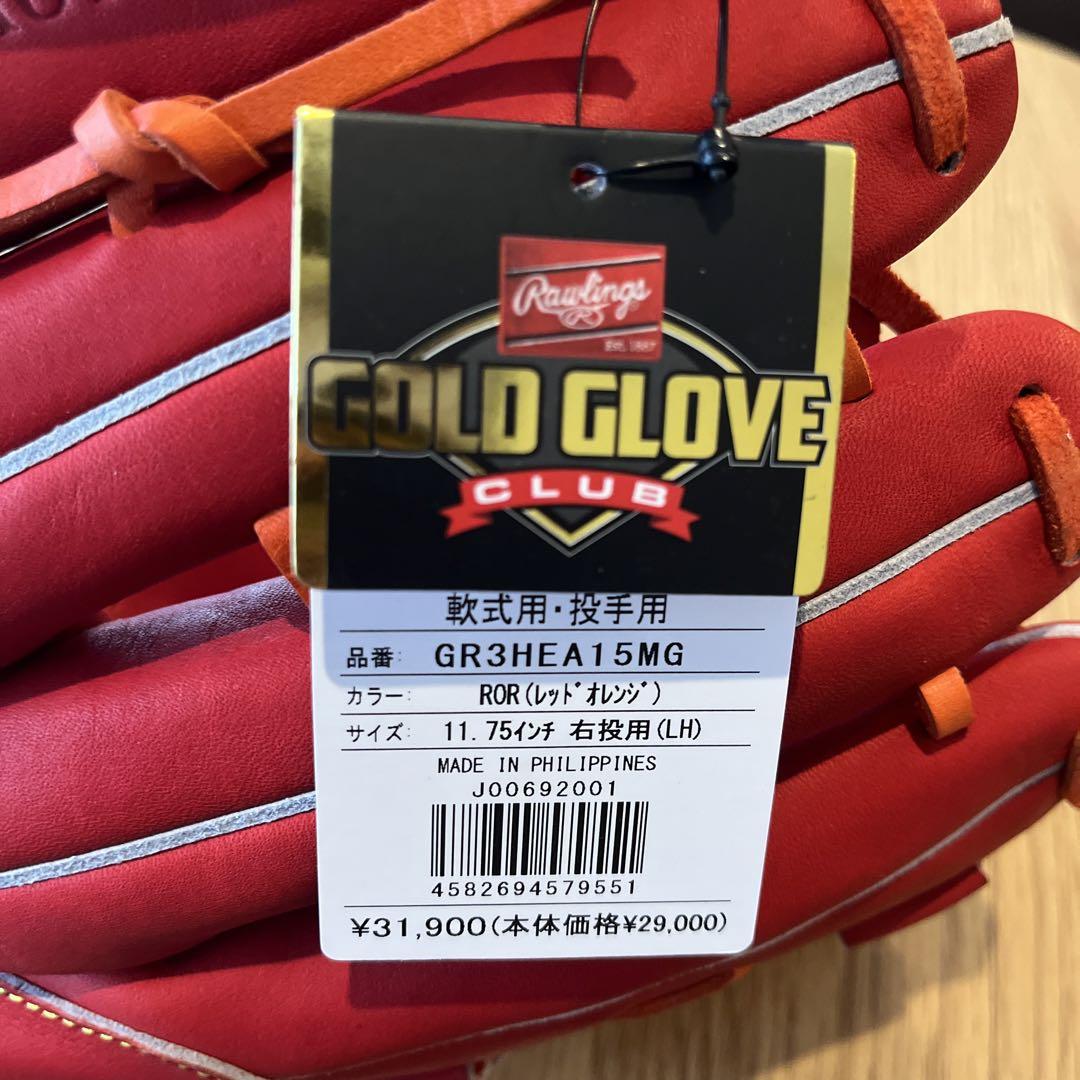 Rawlings
R
EST. 1887
GOLD GLOVE
CLUB
軟式用・投手用
品番: GR3HEA15MG
カラー: ROR(ﾚｯﾄﾞｵﾚﾝｼﾞ)
サイズ: 11.75ｲﾝﾁ 右投用(LH)
MADE IN PHILIPPINES
J00692001
4582694579551
¥31,900(本体価格¥29,000)